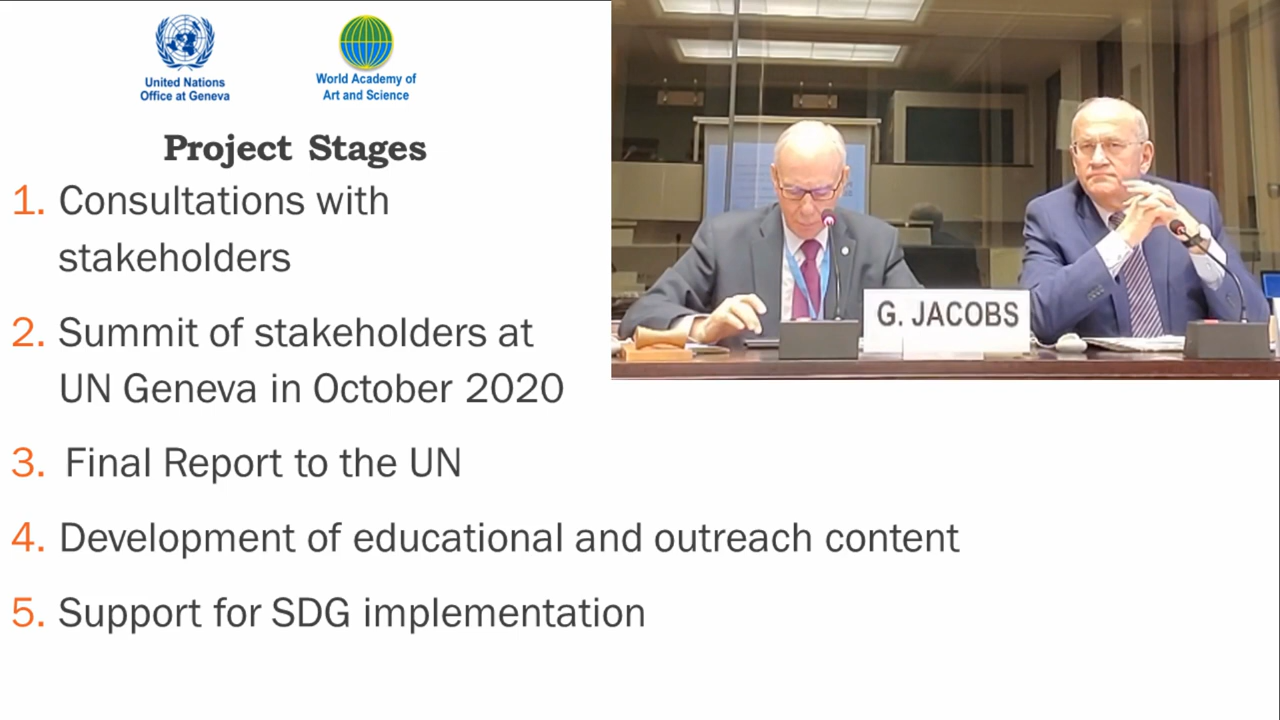 United Nations
Office at Geneva
World Academy of
Art and Science
Project Stages
1. Consultations with
stakeholders
2. Summit of stakeholders at
UN Geneva in October 2020
3. Final Report to the UN
4. Development of educational and outreach content
5. Support for SDG implementation
G. JACOBS